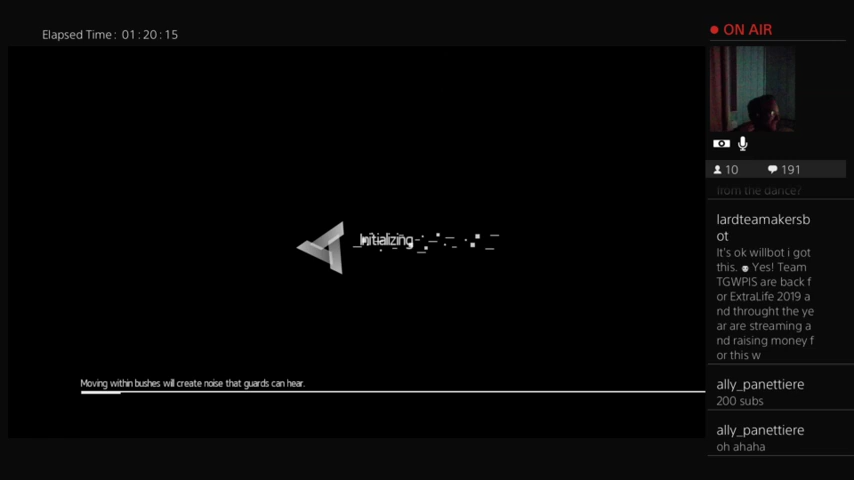 Elapsed Time: 01:20:15
ON AIR
10
191
from the dance?
lardteamakersb
ot
It's ok willbot i got
this. Yes! Team
TGWPIS are back f
or ExtraLife 2019 a
nd throught the ye
ar are streaming a
nd raising money f
or this w
Initializing
Moving within bushes will create noise that guards can hear.
ally_panettiere
200 subs
ally_panettiere
oh ahaha